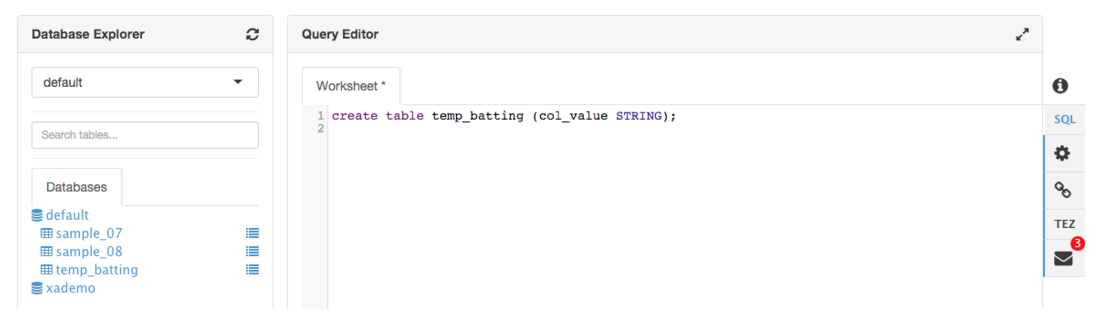 Database Explorer
default
Search tables...
Databases
default
sample_07
sample_08
temp_batting
xademo
Query Editor
Worksheet *
1 create table temp_batting (col_value STRING);
2
SQL
TEZ
3